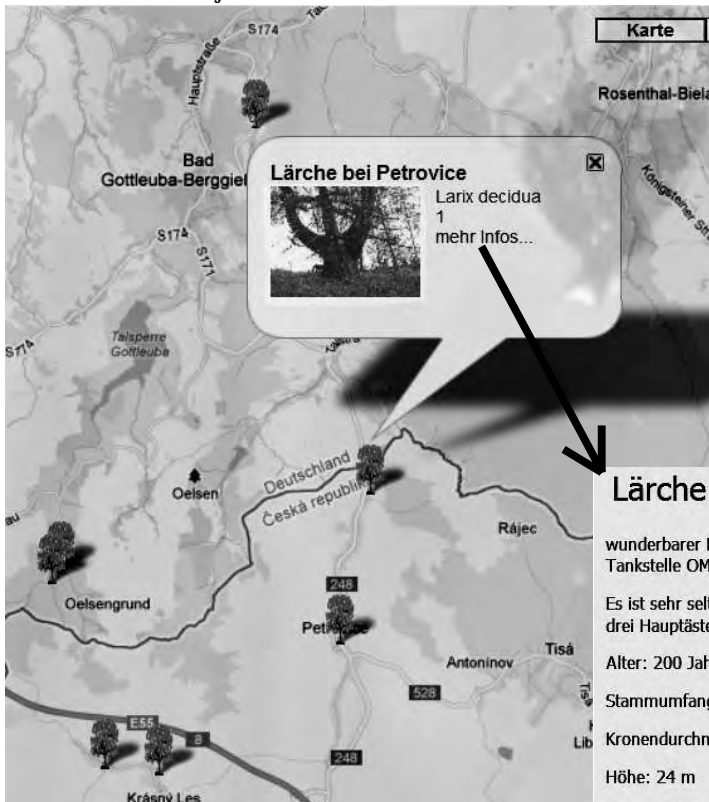 S174
Hauptstraße
Karte
Rosenthal-Biela
Bad
Gottleuba-Berggieß
Königsteiner
Lärche bei Petrovice
Larix decidua
1
mehr Infos...
S174
S171
S174
Talsperre
Gottleuba
Deutschland
Česká republika
Oelsen
Rájec
Lärche
wunderbarer
Tankstelle OM
Es ist sehr selt
drei Hauptäste
Alter: 200 Jah
Stammumfang
Kronendurchm
Höhe: 24 m
Oelsengrund
248
Petrovice
Antonínov
Tisá
528
E55
8
248
Lib
Krásný Les